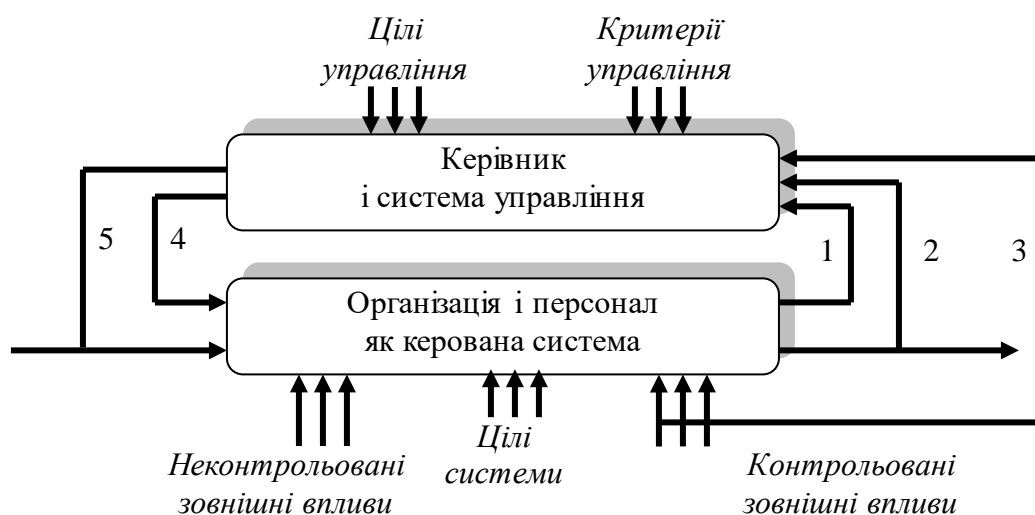 Цілі
управління
Критерії
управління
Керівник
і система управління
5
4
1
2
3
Організація і персонал
як керована система
Неконтрольовані
зовнішні впливи
Цілі
системи
Контрольовані
зовнішні впливи